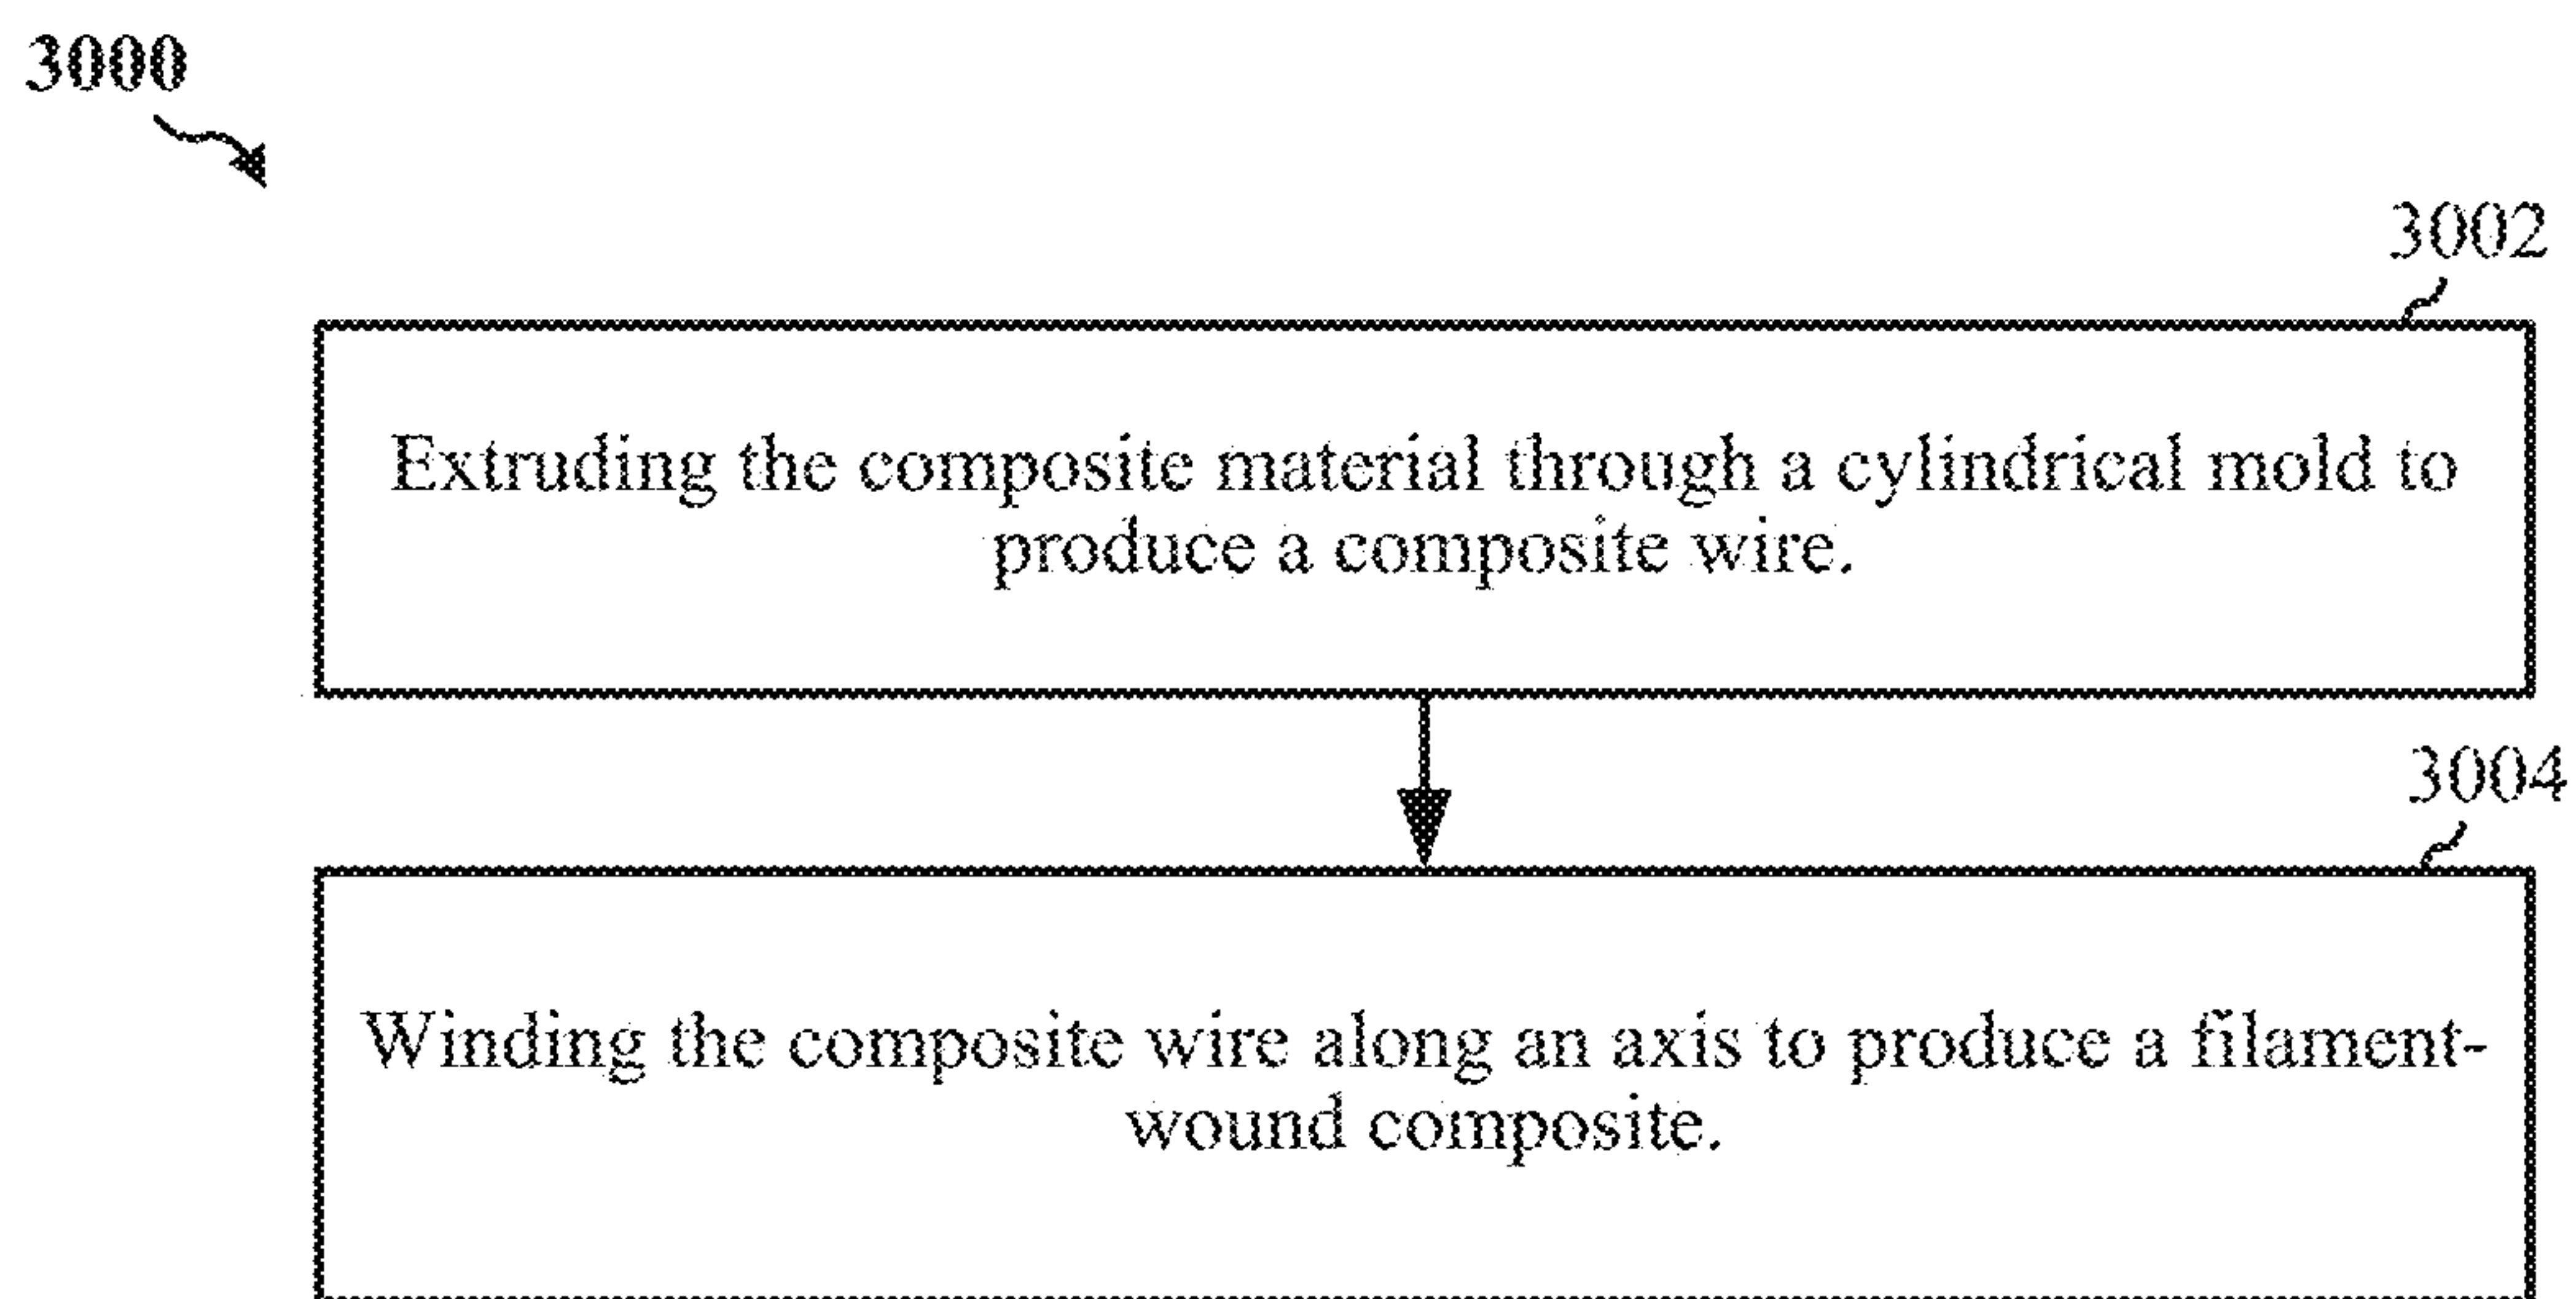 3000
3002
Extruding the composite material through a cylindrical mold to
produce a composite wire.
3004
Winding the composite wire along an axis to produce a filament-
wound composite.